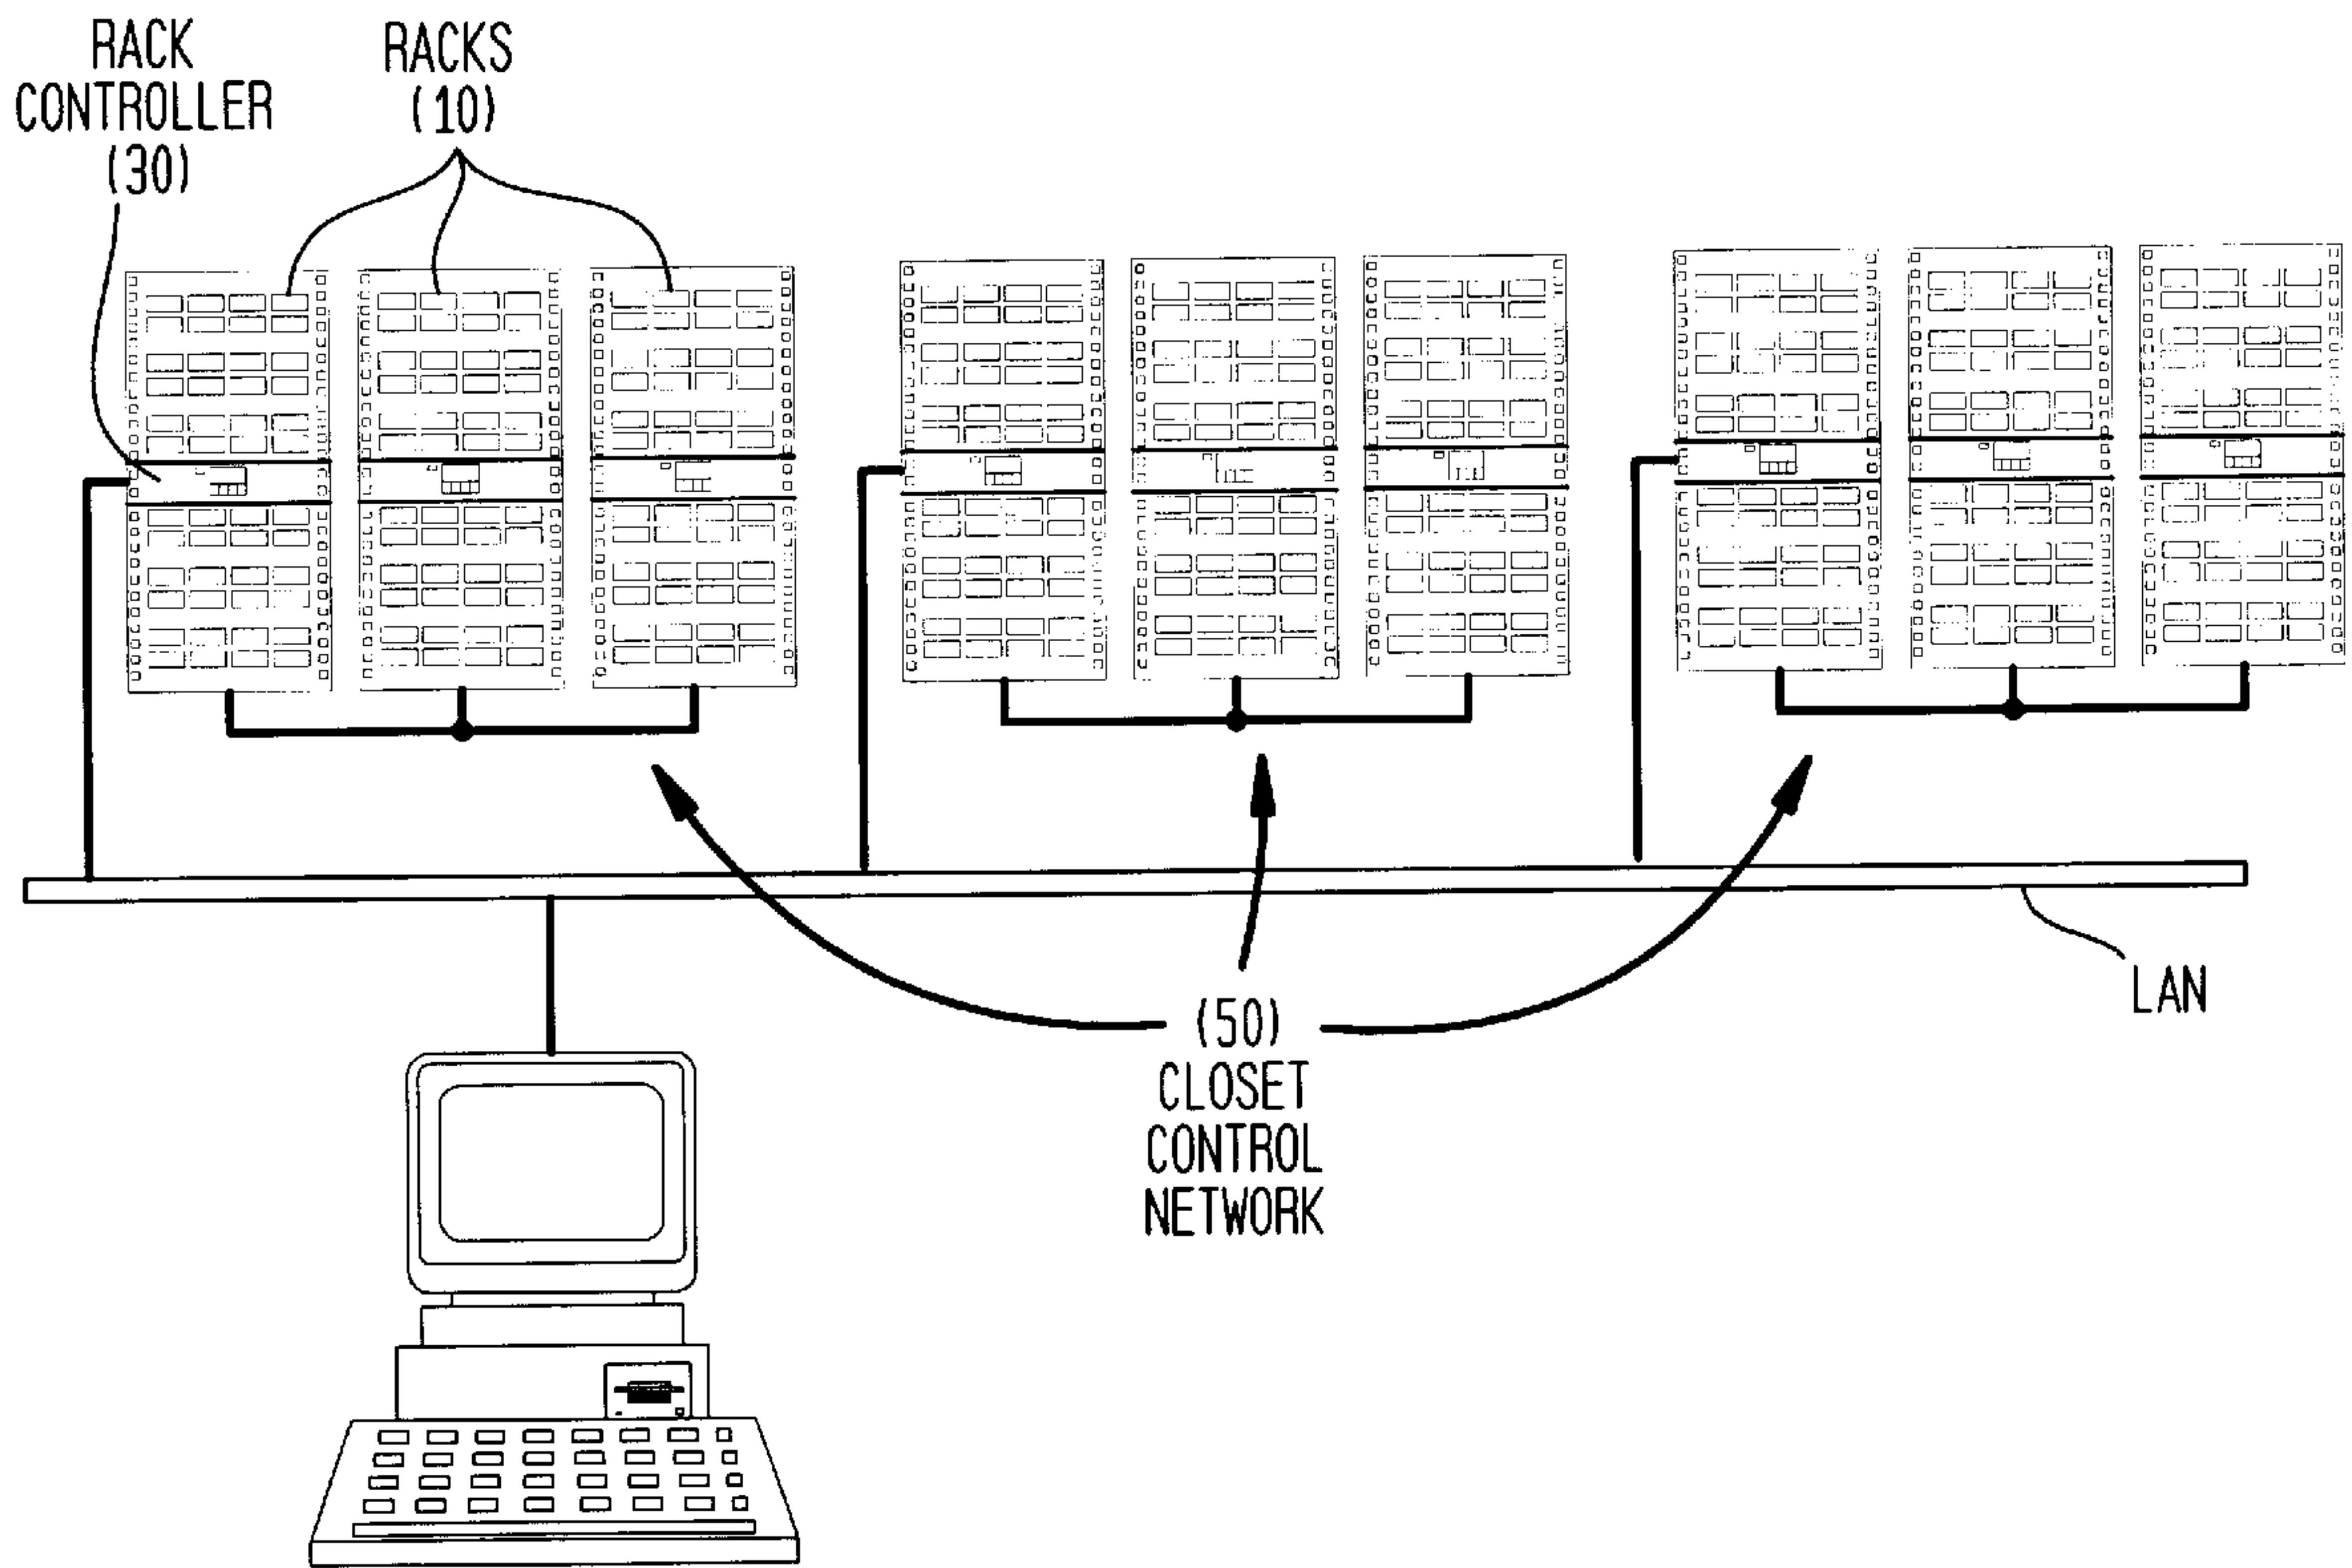 RACK
CONTROLLER
(30)
RACKS
(10)
LAN
(50)
CLOSET
CONTROL
NETWORK